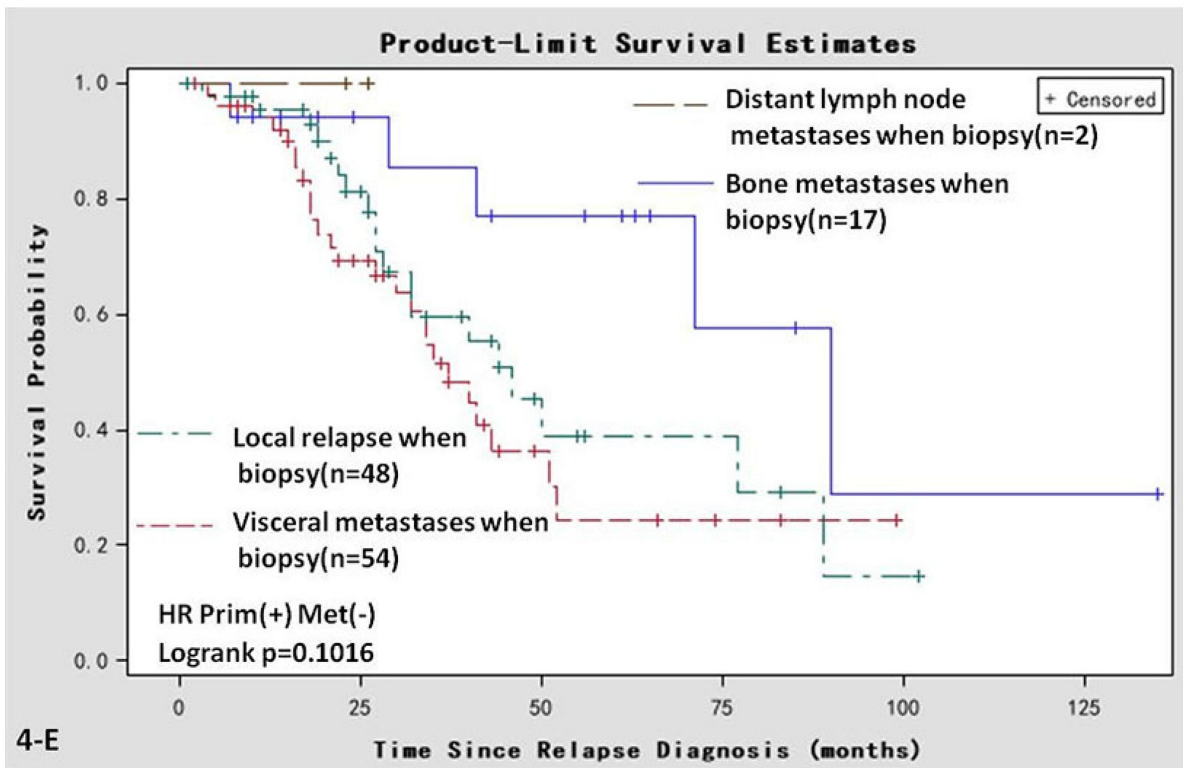 Product-Limit Survival Estimates
+ Censored
Distant lymph node
metastases when biopsy(n=2)
Bone metastases when
biopsy(n=17)
Local relapse when
biopsy(n=48)
Visceral metastases when
biopsy(n=54)
HR Prim(+) Met(-)
Logrank p=0.1016
Survival Probability
1.0
0.8
0.6
0.4
0.2
0.0
0 25 50 75 100 125
Time Since Relapse Diagnosis (months)
4-E